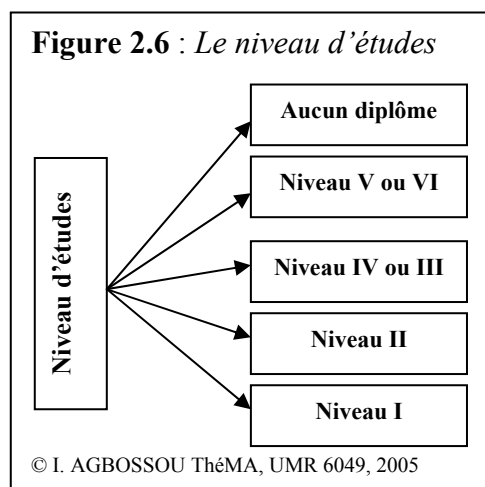 Figure 2.6 : Le niveau d’études
Niveau d’études
Aucun diplôme
Niveau V ou VI
Niveau IV ou III
Niveau II
Niveau I
© I. AGBOSSOU ThéMA, UMR 6049, 2005